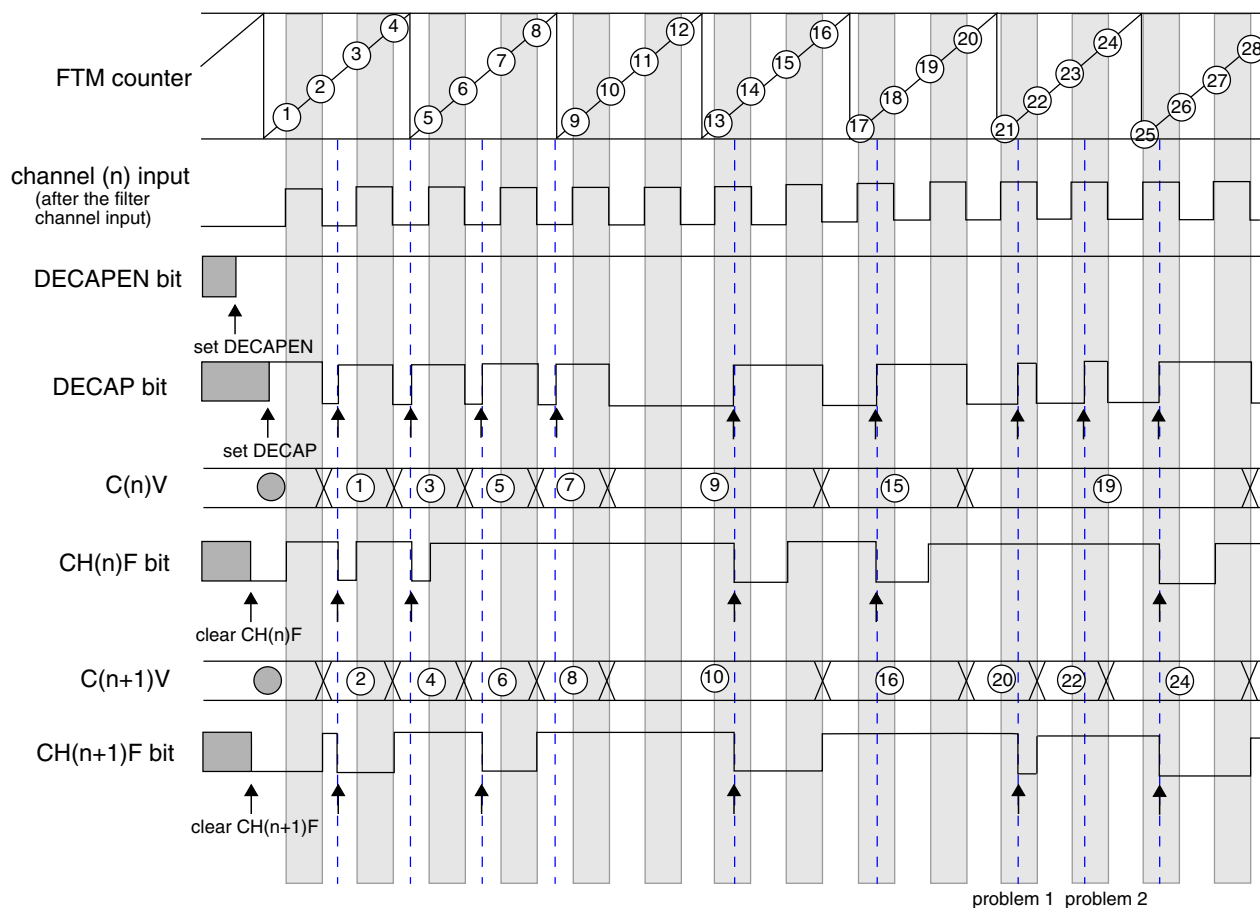 FTM counter
1 2 3 4 5 6 7 8 9 10 11 12 13 14 15 16 17 18 19 20 21 22 23 24 25 26 27 28
channel (n) input
(after the filter
channel input)
DECAPEN bit
set DECAPEN
DECAP bit
set DECAP
C(n)V
1 3 5 7 9 15 19
CH(n)F bit
clear CH(n)F
C(n+1)V
2 4 6 8 10 16 20 22 24
CH(n+1)F bit
clear CH(n+1)F
problem 1 problem 2